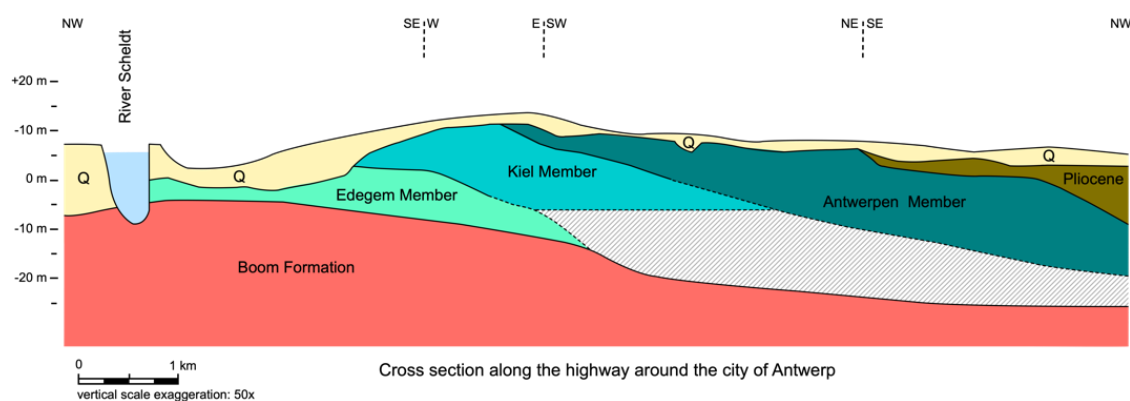 NW
SE W
E SW
NE SE
NW
River Scheldt
+20 m
-10 m
0 m
-10 m
-20 m
Q
Q
Q
Q
Kiel Member
Pliocene
Edegem Member
Antwerpen Member
Boom Formation
0 1 km
vertical scale exaggeration: 50x
Cross section along the highway around the city of Antwerp